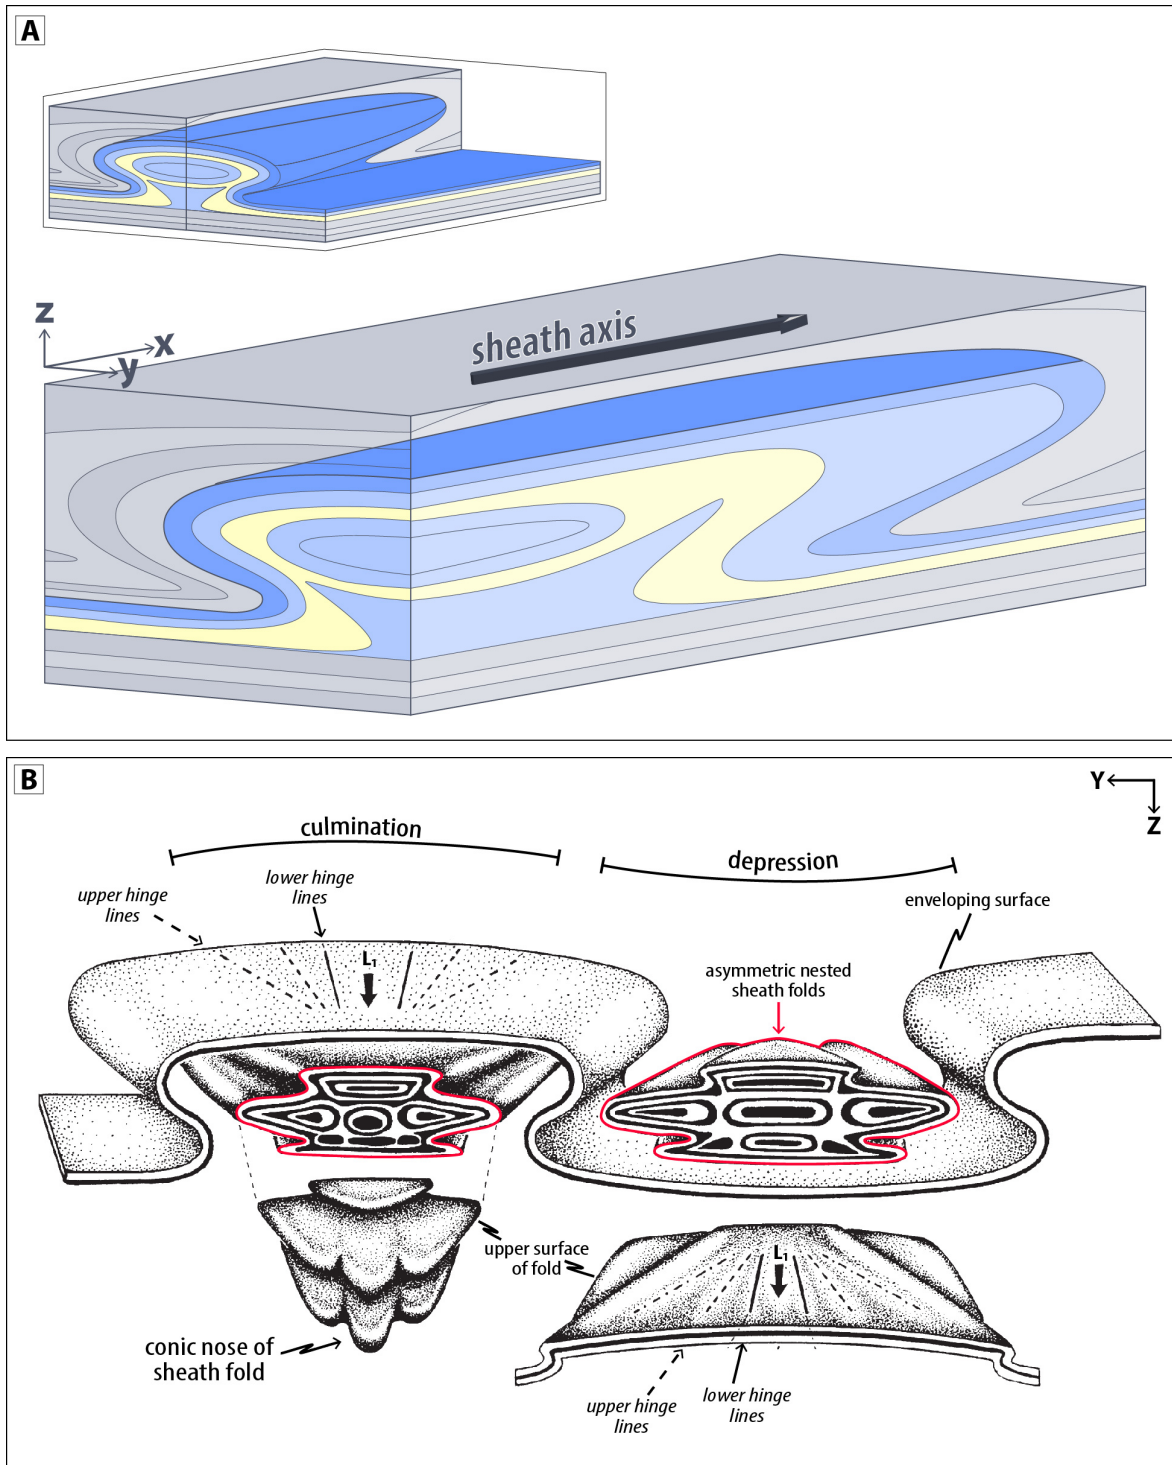 A
z
x
y
sheath axis
B
Y
Z
culmination
depression
upper hinge
lines
lower hinge
lines
L1
enveloping surface
asymmetric nested
sheath folds
upper surface
of fold
L1
conic nose of
sheath fold
upper hinge
lines
lower hinge
lines